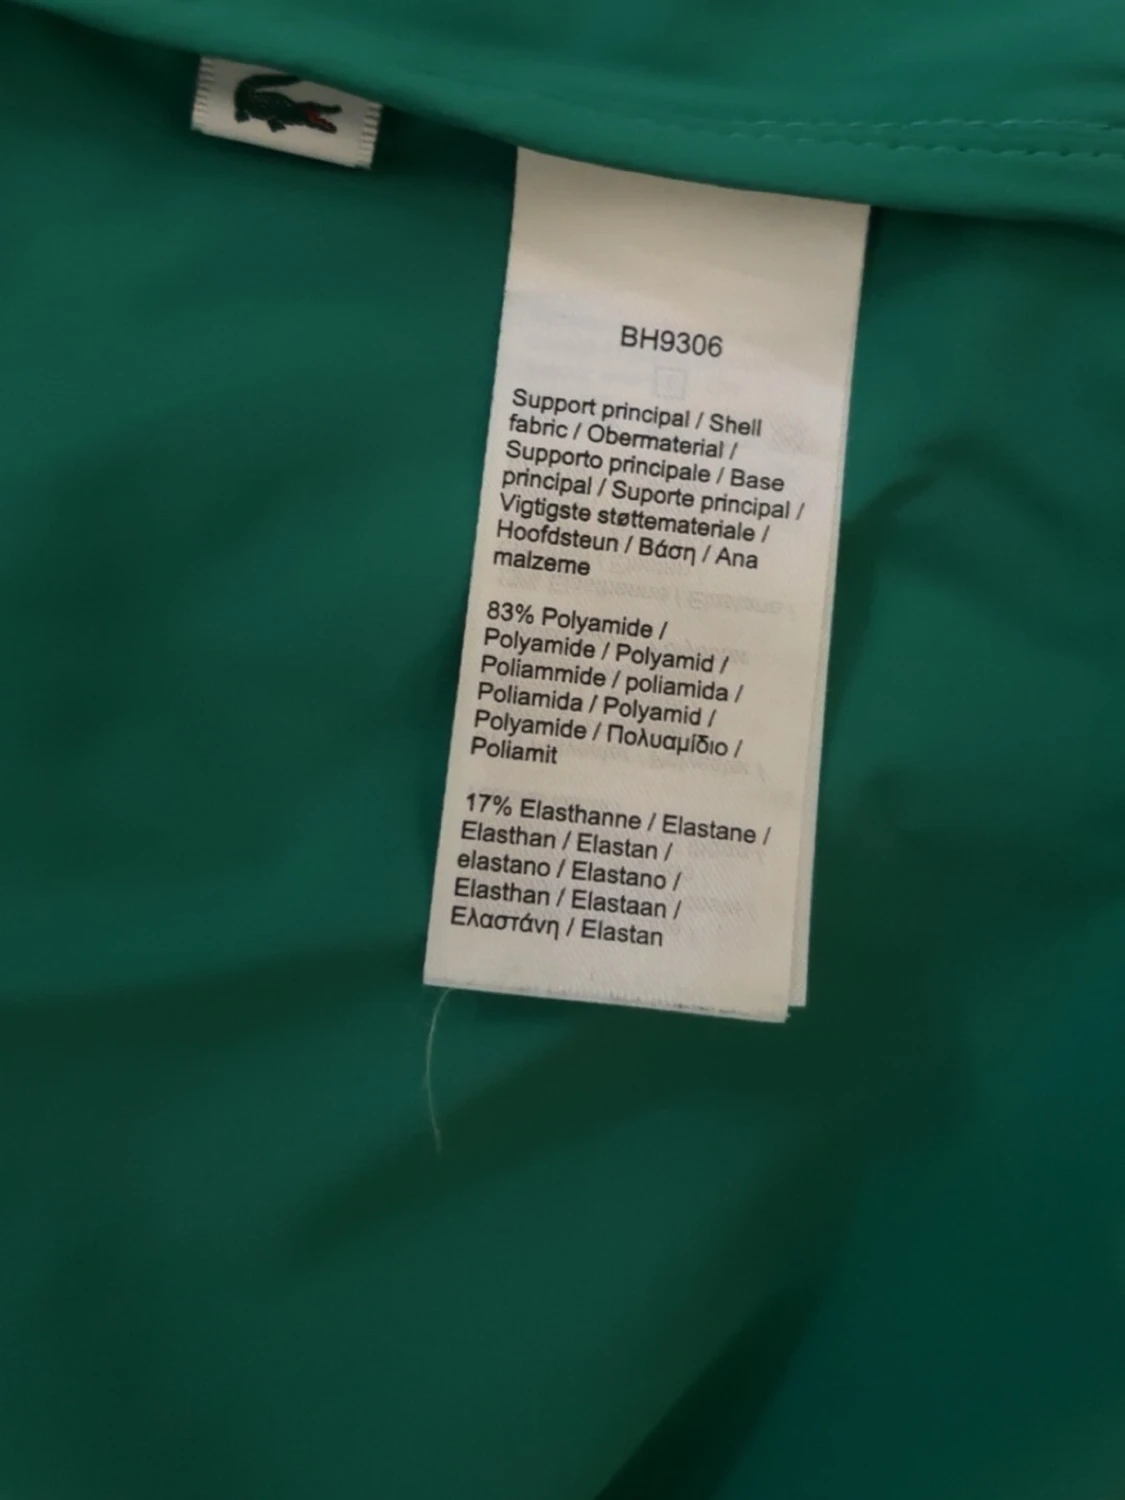 BH9306
Support principal / Shell
fabric / Obermaterial /
Supporto principale / Base
principal / Suporte principal /
Vigtigste støttemateriale /
Hoofdsteun / Βάση / Ana
malzeme
83% Polyamide /
Polyamide / Polyamid /
Poliammide / poliamida /
Poliamida / Polyamid /
Polyamide / Πολυαμίδιο /
Poliamit
17% Elasthanne / Elastane /
Elasthan / Elastan /
elastano / Elastano /
Elasthan / Elastaan /
Ελαστάνη / Elastan